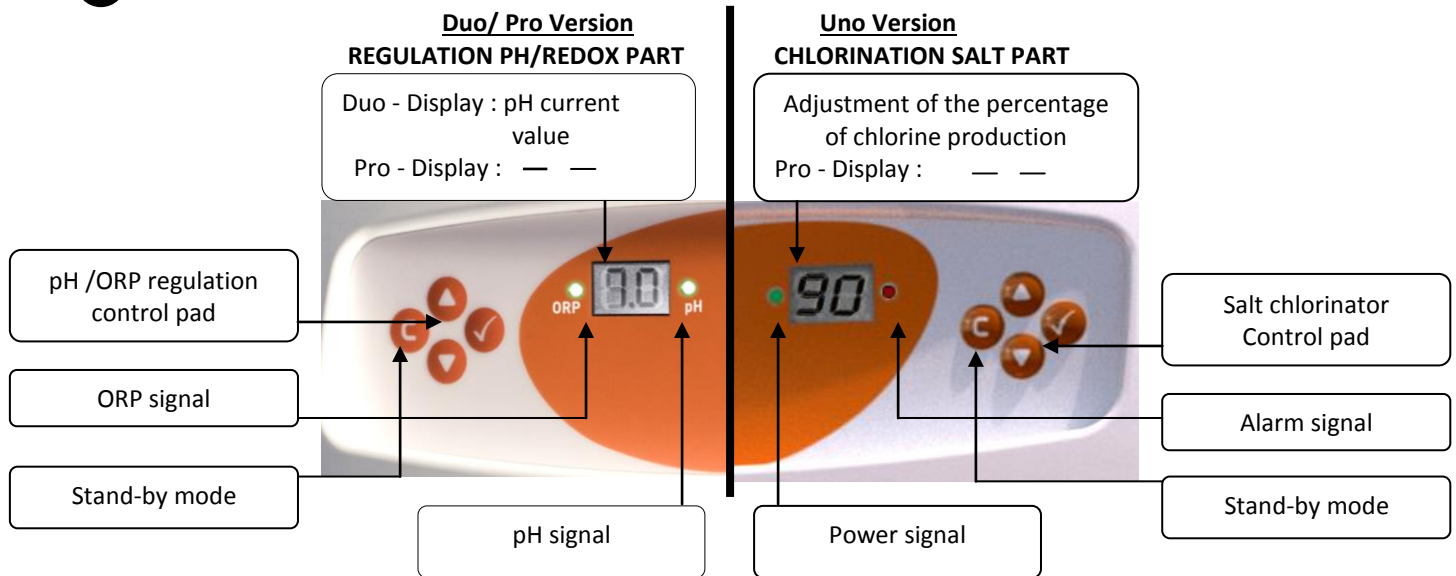 Duo/ Pro Version
REGULATION PH/REDOX PART
Uno Version
CHLORINATION SALT PART
Duo - Display : pH current
value
Pro - Display : — —
Adjustment of the percentage
of chlorine production
Pro - Display : — —
pH /ORP regulation
control pad
ORP signal
Stand-by mode
C
ORP
pH
90
C
Salt chlorinator
Control pad
Alarm signal
Stand-by mode
pH signal
Power signal